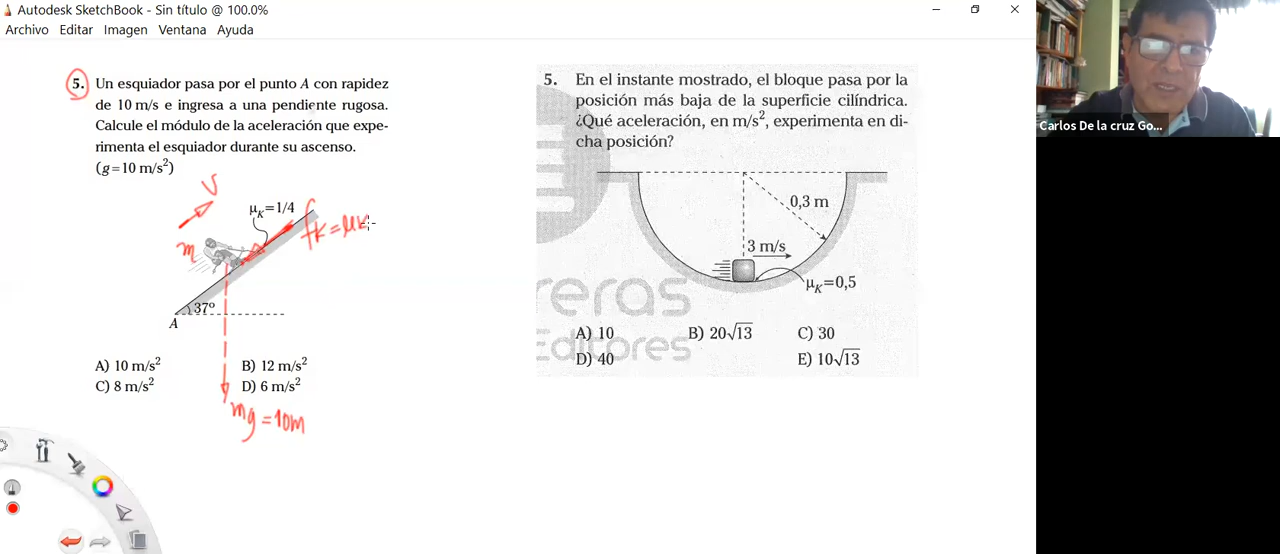 Autodesk SketchBook - Sin título @ 100.0%
Archivo Editar Imagen Ventana Ayuda
5. Un esquiador pasa por el punto A con rapidez
de 10 m/s e ingresa a una pendiente rugosa.
Calcule el módulo de la aceleración que expe-
rimenta el esquiador durante su ascenso.
(g=10 m/s²)
V
μK=1/4
fK=μK
m
37º
A
A) 10 m/s² B) 12 m/s²
C) 8 m/s² D) 6 m/s²
mg=10m
5. En el instante mostrado, el bloque pasa por la
posición más baja de la superficie cilíndrica.
¿Qué aceleración, en m/s², experimenta en di-
cha posición?
0,3 m
3 m/s
μK=0,5
reras
Editores
A) 10 B) 20√13 C) 30
D) 40 E) 10√13
Carlos De la cruz Go...